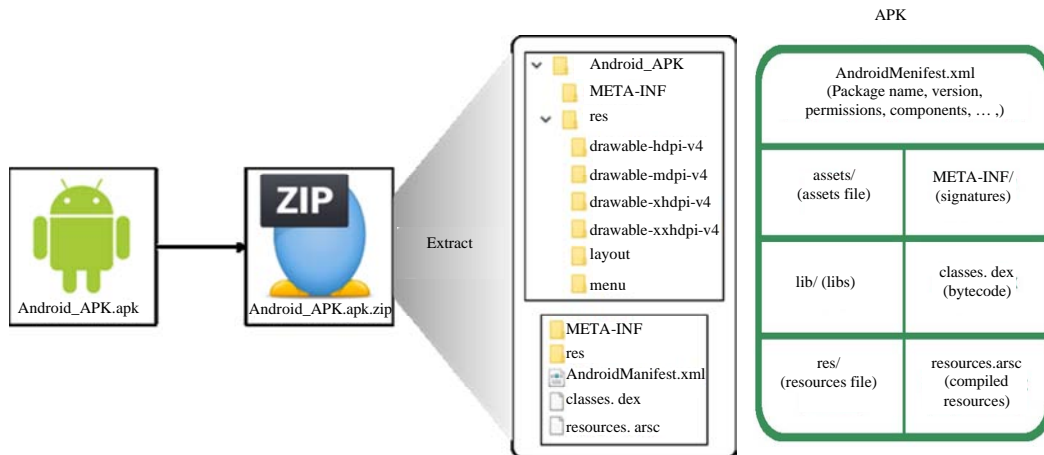 Android_APK.apk
ZIP
Android_APK.apk.zip
Extract
Android_APK
META-INF
res
drawable-hdpi-v4
drawable-mdpi-v4
drawable-xhdpi-v4
drawable-xxhdpi-v4
layout
menu
META-INF
res
AndroidManifest.xml
classes. dex
resources. arsc
APK
AndroidMenifest.xml
(Package name, version,
permissions, components, … ,)
assets/
(assets file)
META-INF/
(signatures)
lib/ (libs)
classes. dex
(bytecode)
res/
(resources file)
resources.arsc
(compiled
resources)